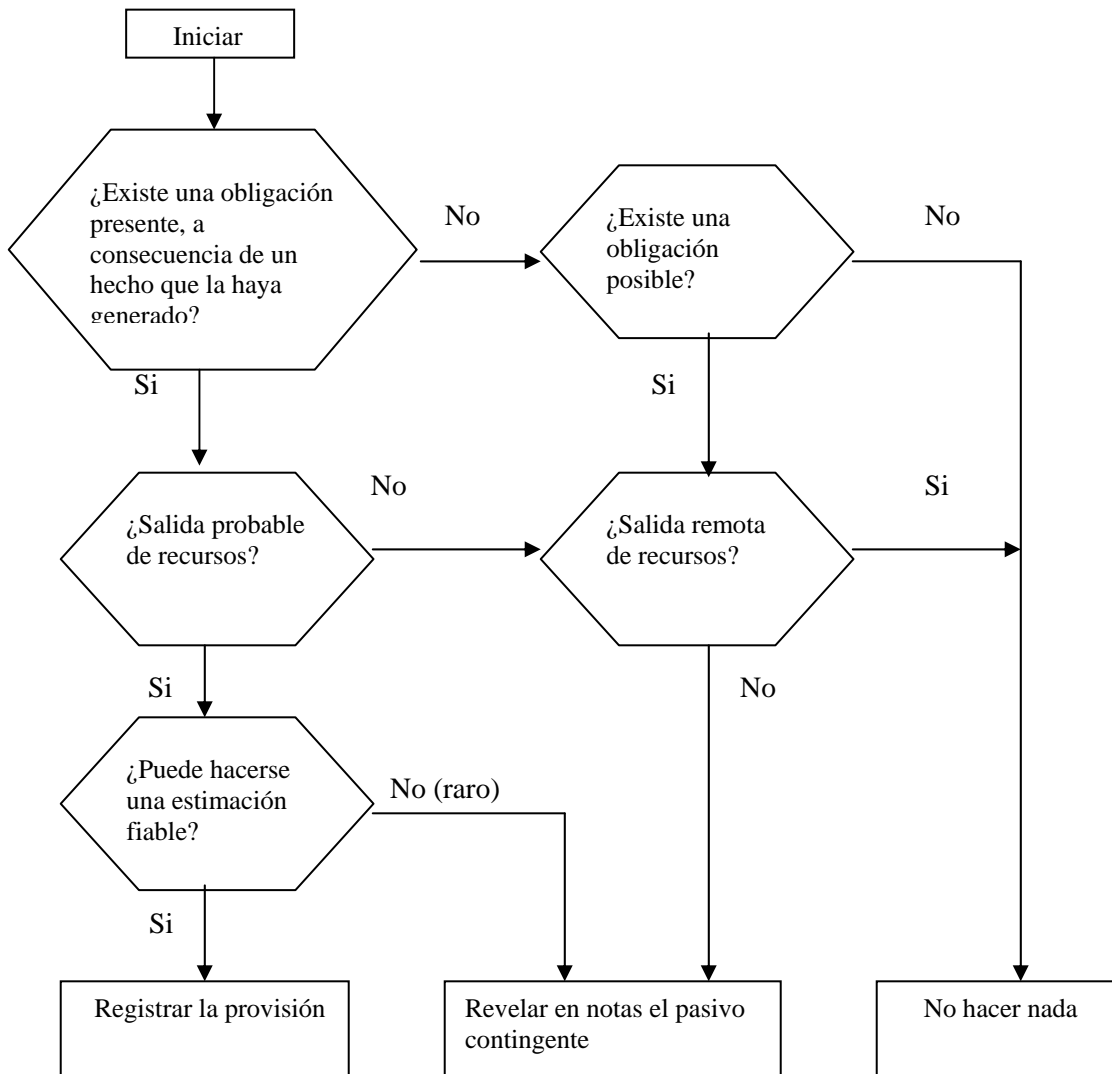 Iniciar
¿Existe una obligación
presente, a
consecuencia de un
hecho que la haya
generado?
No
¿Existe una
obligación
posible?
No
Si
Si
¿Salida probable
de recursos?
No
¿Salida remota
de recursos?
Si
Si
No
¿Puede hacerse
una estimación
fiable?
No (raro)
Si
Registrar la provisión
Revelar en notas el pasivo
contingente
No hacer nada